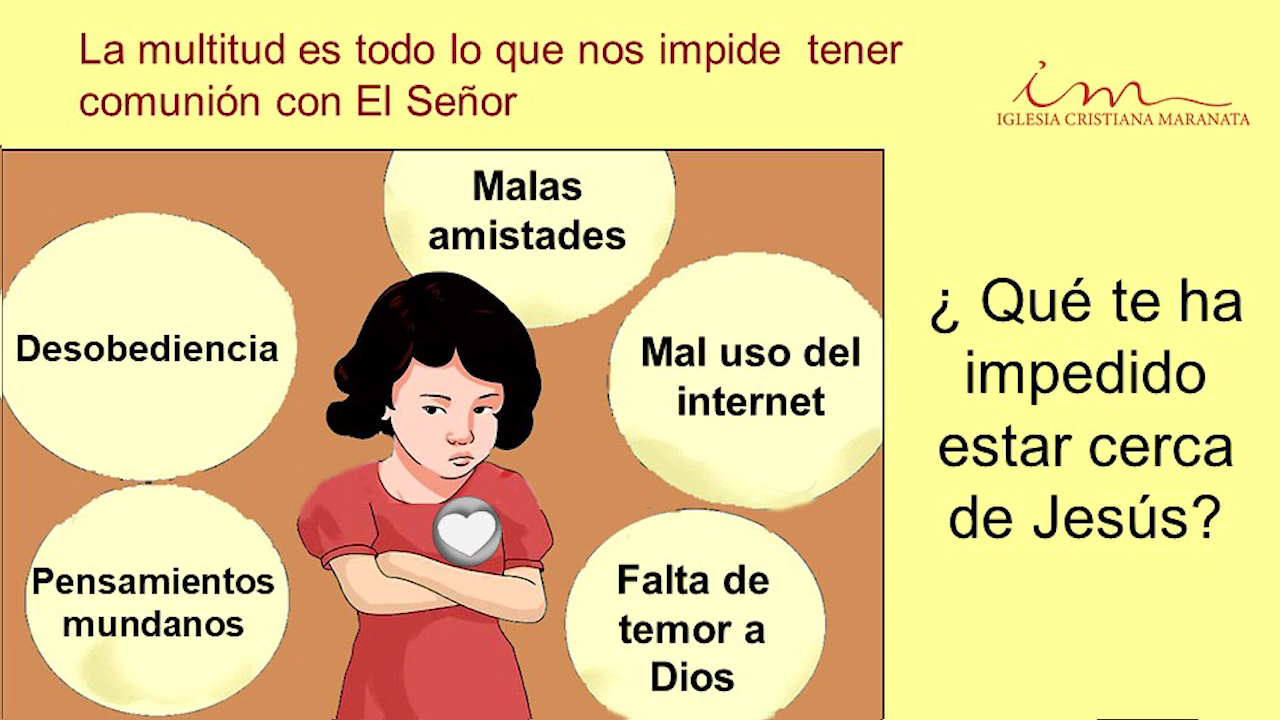 La multitud es todo lo que nos impide  tener
comunión con El Señor
IGLESIA CRISTIANA MARANATA
Malas
amistades
Desobediencia
Mal uso del
internet
Pensamientos
mundanos
Falta de
temor a
Dios
¿ Qué te ha
impedido
estar cerca
de Jesús?